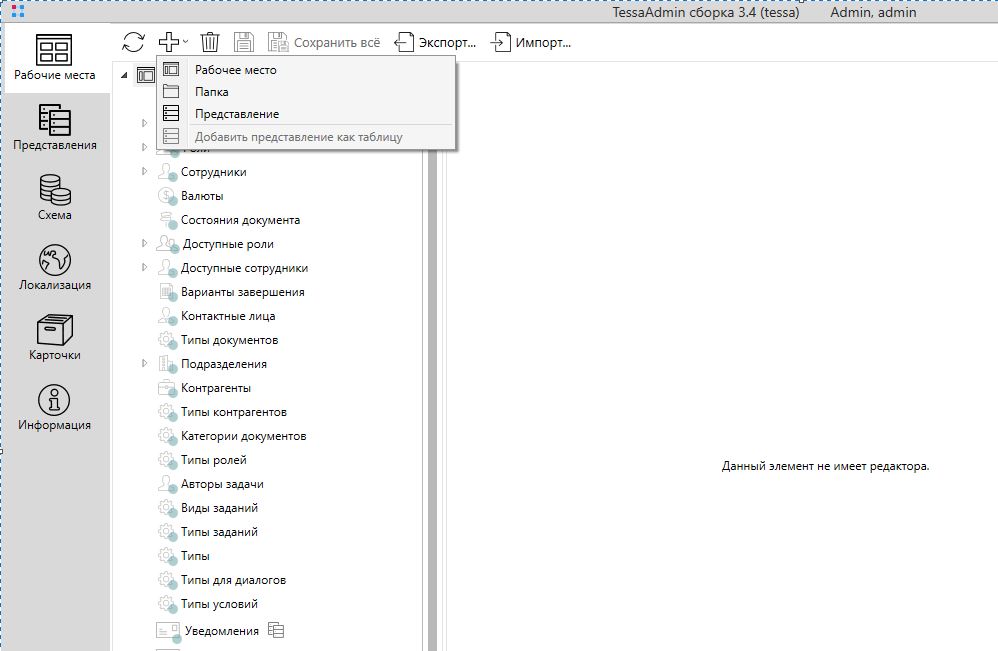 TessaAdmin сборка 3.4 (tessa) Admin, admin
Сохранить всё Экспорт... Импорт...
Рабочие места
Представления
Схема
Локализация
Карточки
Информация
Рабочее место
Папка
Представление
Добавить представление как таблицу
Роли
Сотрудники
Валюты
Состояния документа
Доступные роли
Доступные сотрудники
Варианты завершения
Контактные лица
Типы документов
Подразделения
Контрагенты
Типы контрагентов
Категории документов
Типы ролей
Авторы задачи
Виды заданий
Типы заданий
Типы
Типы для диалогов
Типы условий
Уведомления
Данный элемент не имеет редактора.